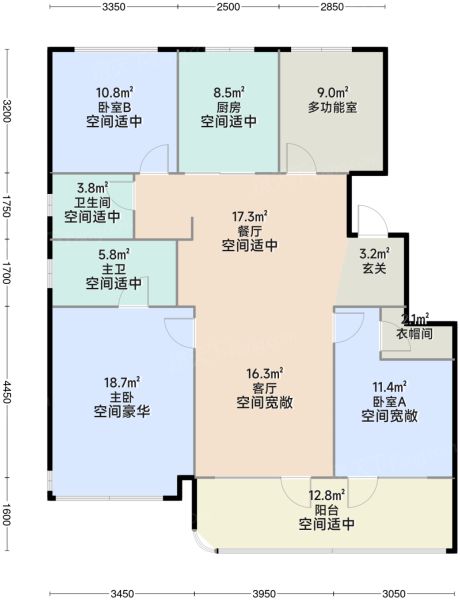 3350
2500
2850
3200
1750
1700
4450
1600
10.8㎡
卧室B
空间适中
8.5㎡
厨房
空间适中
9.0㎡
多功能室
3.8㎡
卫生间
空间适中
17.3㎡
餐厅
空间适中
5.8㎡
主卫
空间适中
3.2㎡
玄关
2.1㎡
衣帽间
18.7㎡
主卧
空间豪华
16.3㎡
客厅
空间宽敞
11.4㎡
卧室A
空间宽敞
12.8㎡
阳台
空间适中
3450
3950
3050